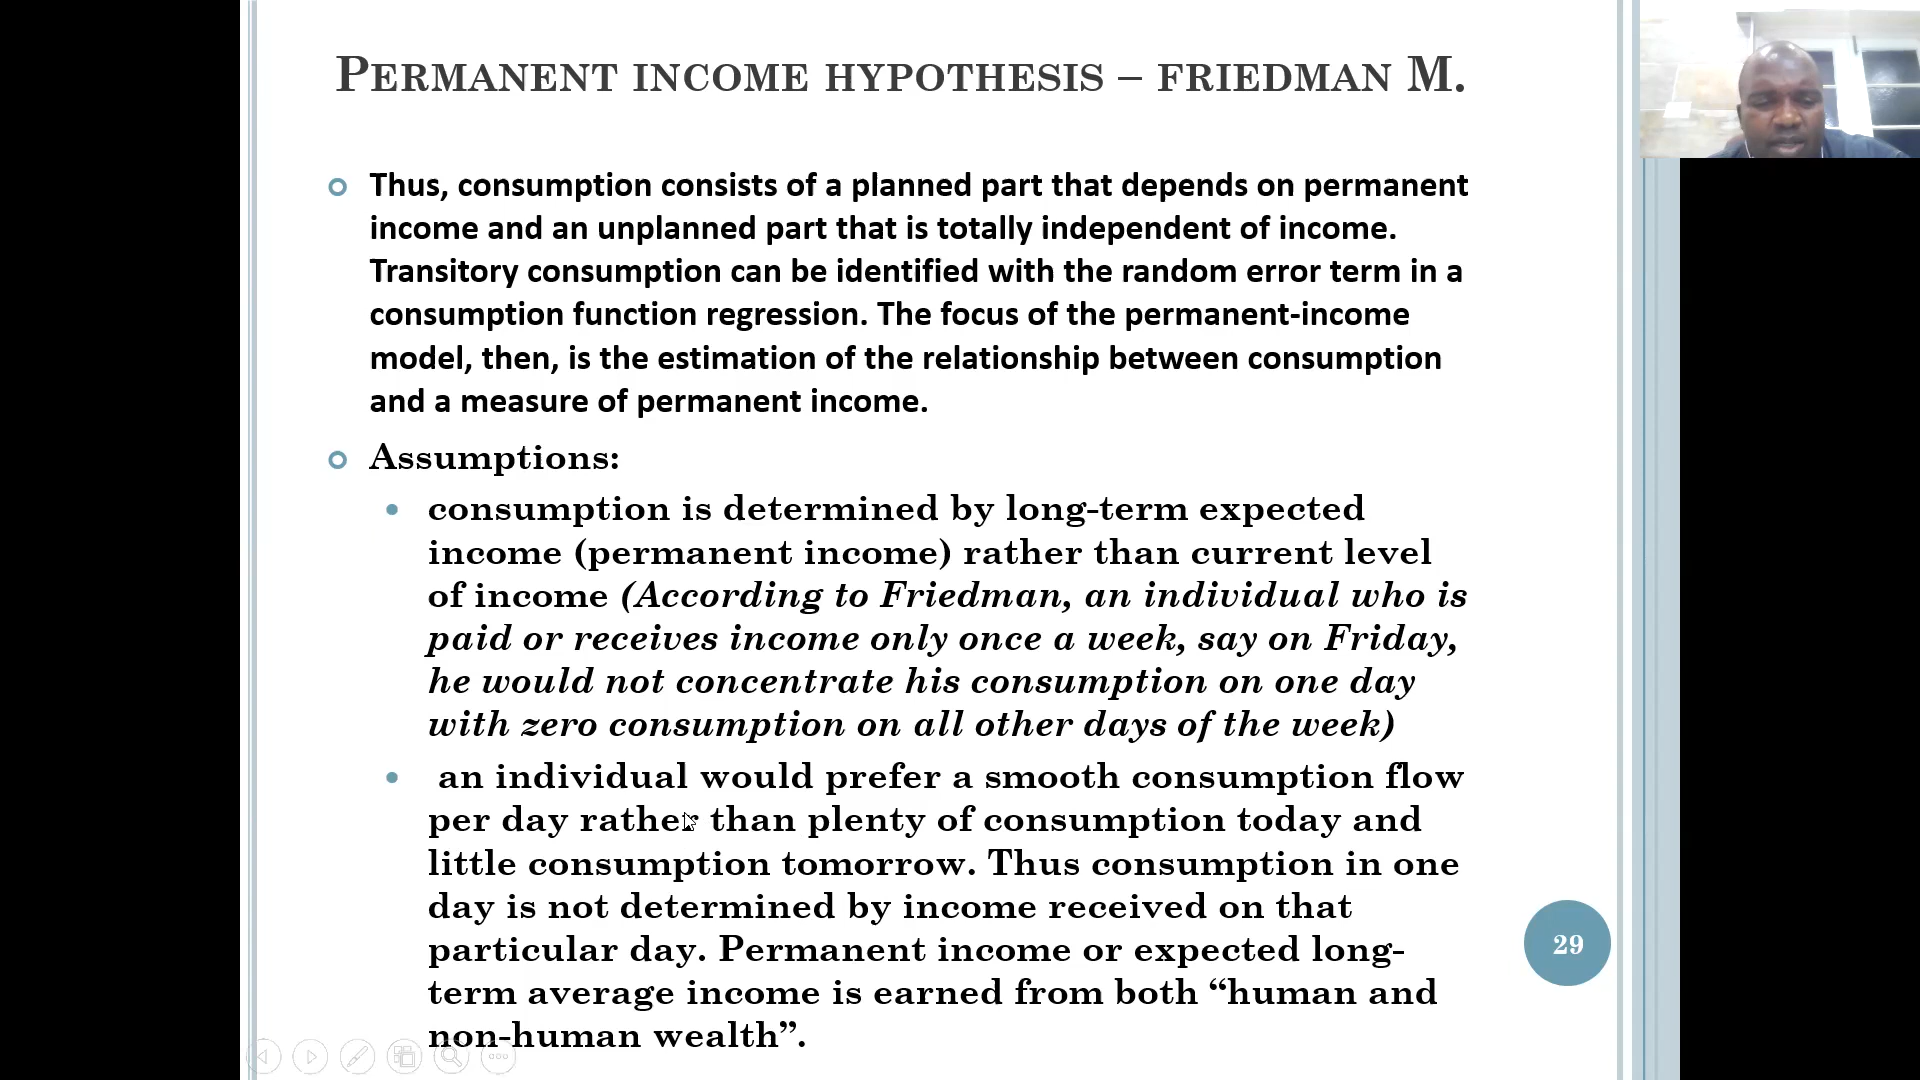 PERMANENT INCOME HYPOTHESIS – FRIEDMAN M.
Thus, consumption consists of a planned part that depends on permanent
income and an unplanned part that is totally independent of income.
Transitory consumption can be identified with the random error term in a
consumption function regression. The focus of the permanent-income
model, then, is the estimation of the relationship between consumption
and a measure of permanent income.
Assumptions:
consumption is determined by long-term expected
income (permanent income) rather than current level
of income (According to Friedman, an individual who is
paid or receives income only once a week, say on Friday,
he would not concentrate his consumption on one day
with zero consumption on all other days of the week)
an individual would prefer a smooth consumption flow
per day rather than plenty of consumption today and
little consumption tomorrow. Thus consumption in one
day is not determined by income received on that
particular day. Permanent income or expected long-
term average income is earned from both “human and
non-human wealth”.
29